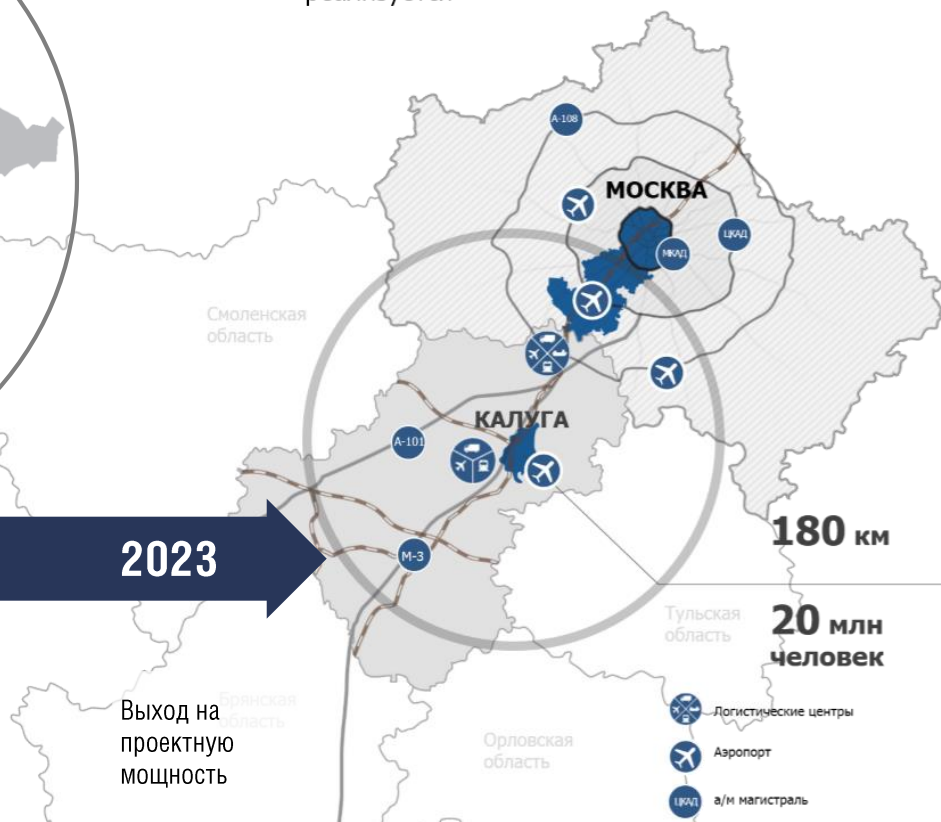 А-108
МОСКВА
ЦКАД
МКАД
Смоленская
область
КАЛУГА
А-101
2023
М-3
180 км
Тульская
область
20 млн
человек
Брянская
область
Выход на
проектную
мощность
Орловская
область
Логистические центры
Аэропорт
ЦКАД
а/м магистраль